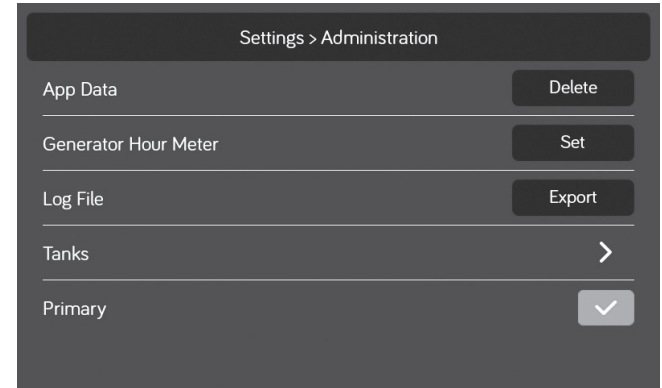 Settings > Administration
App Data Delete
Generator Hour Meter Set
Log File Export
Tanks >
Primary